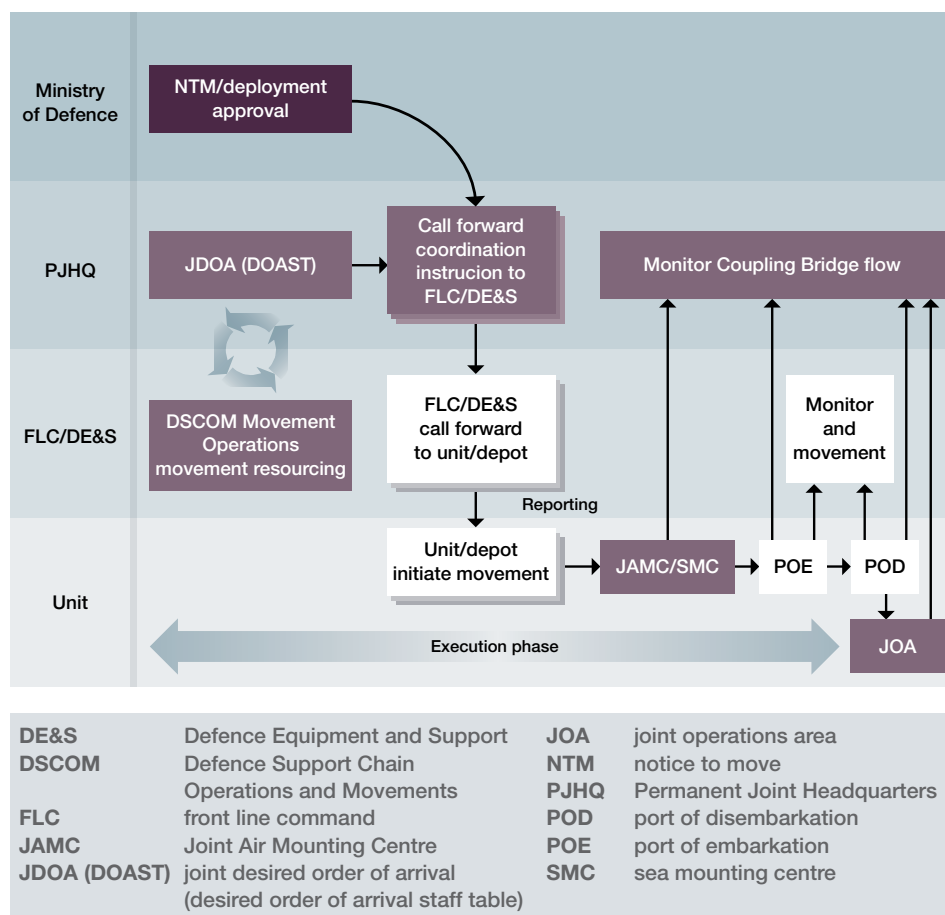 Ministry
of Defence
NTM/deployment
approval
PJHQ
JDOA (DOAST)
Call forward
coordination
instrucion to
FLC/DE&S
Monitor Coupling Bridge flow
FLC/DE&S
DSCOM Movement
Operations
movement resourcing
FLC/DE&S
call forward
to unit/depot
Monitor
and
movement
Reporting
Unit
Unit/depot
initiate movement
JAMC/SMC
POE
POD
Execution phase
JOA
DE&S Defence Equipment and Support
DSCOM Defence Support Chain
Operations and Movements
FLC front line command
JAMC Joint Air Mounting Centre
JDOA (DOAST) joint desired order of arrival
(desired order of arrival staff table)
JOA joint operations area
NTM notice to move
PJHQ Permanent Joint Headquarters
POD port of disembarkation
POE port of embarkation
SMC sea mounting centre